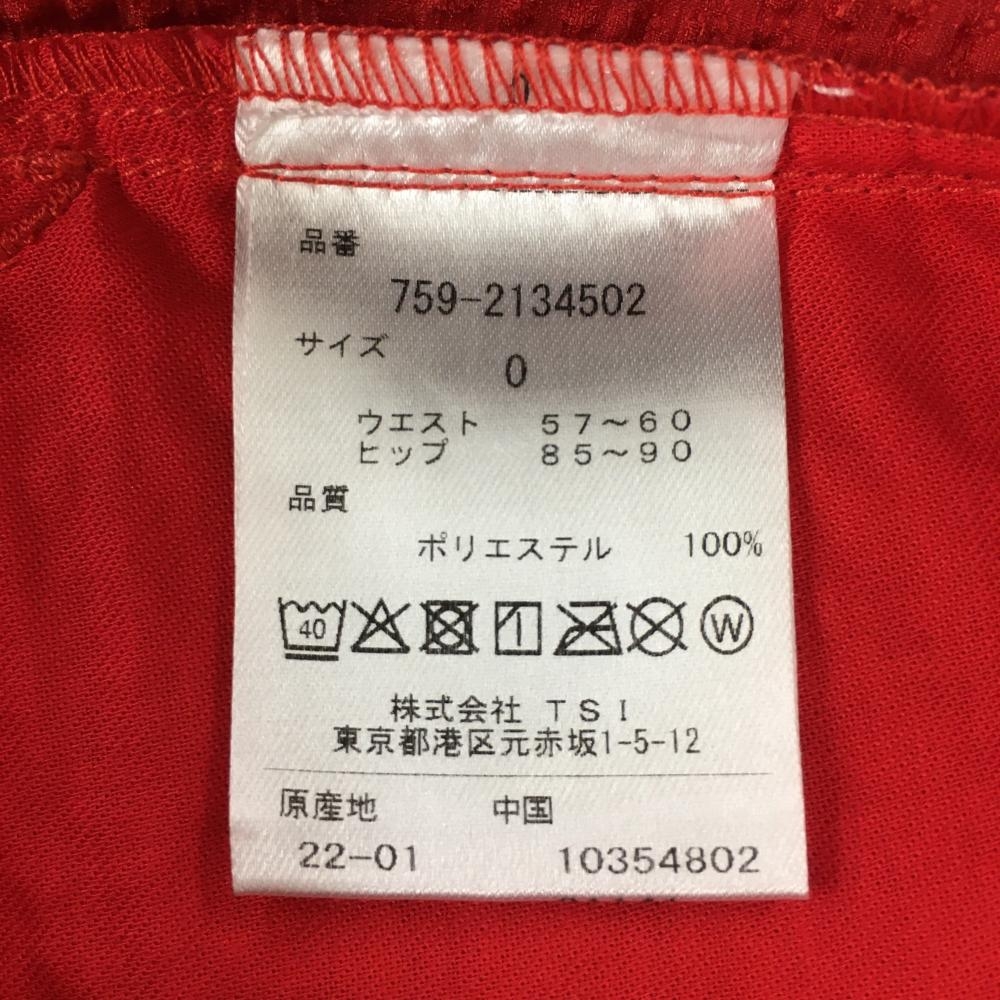 品番
759-2134502
サイズ
0
ウエスト 57～60
ヒップ 85～90
品質
ポリエステル 100%
40 W
株式会社 TSI
東京都港区元赤坂1-5-12
原産地 中国
22-01 10354802